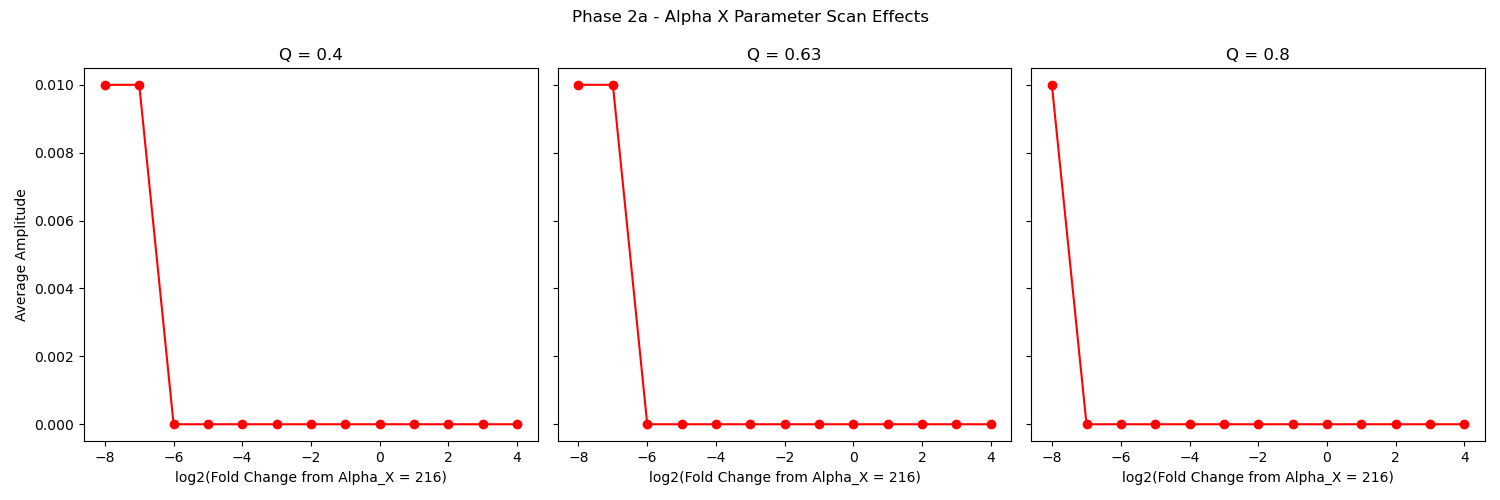 Phase 2a - Alpha X Parameter Scan Effects
Q = 0.4
Q = 0.63
Q = 0.8
Average Amplitude
0.010
0.008
0.006
0.004
0.002
0.000
−8 −6 −4 −2 0 2 4
−8 −6 −4 −2 0 2 4
−8 −6 −4 −2 0 2 4
log2(Fold Change from Alpha_X = 216)
log2(Fold Change from Alpha_X = 216)
log2(Fold Change from Alpha_X = 216)